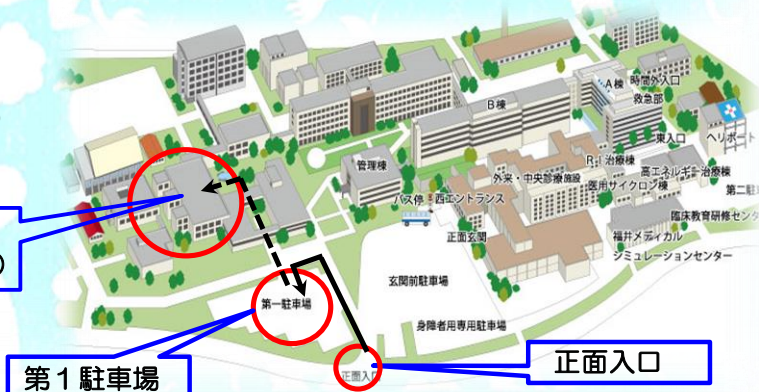 A棟
時間外入口
救急部
B棟
東入口
ヘリポート
管理棟
R・I治療棟
外来・中央診療施設
高エネルギー治療棟
医用サイクロン棟
第二駐
バス停
西エントランス
臨床教育研修センタ
正面玄関
福井メディカル
シミュレーションセンター
玄関前駐車場
第一駐車場
身障者用専用駐車場
正面入口
第１駐車場
正面入口